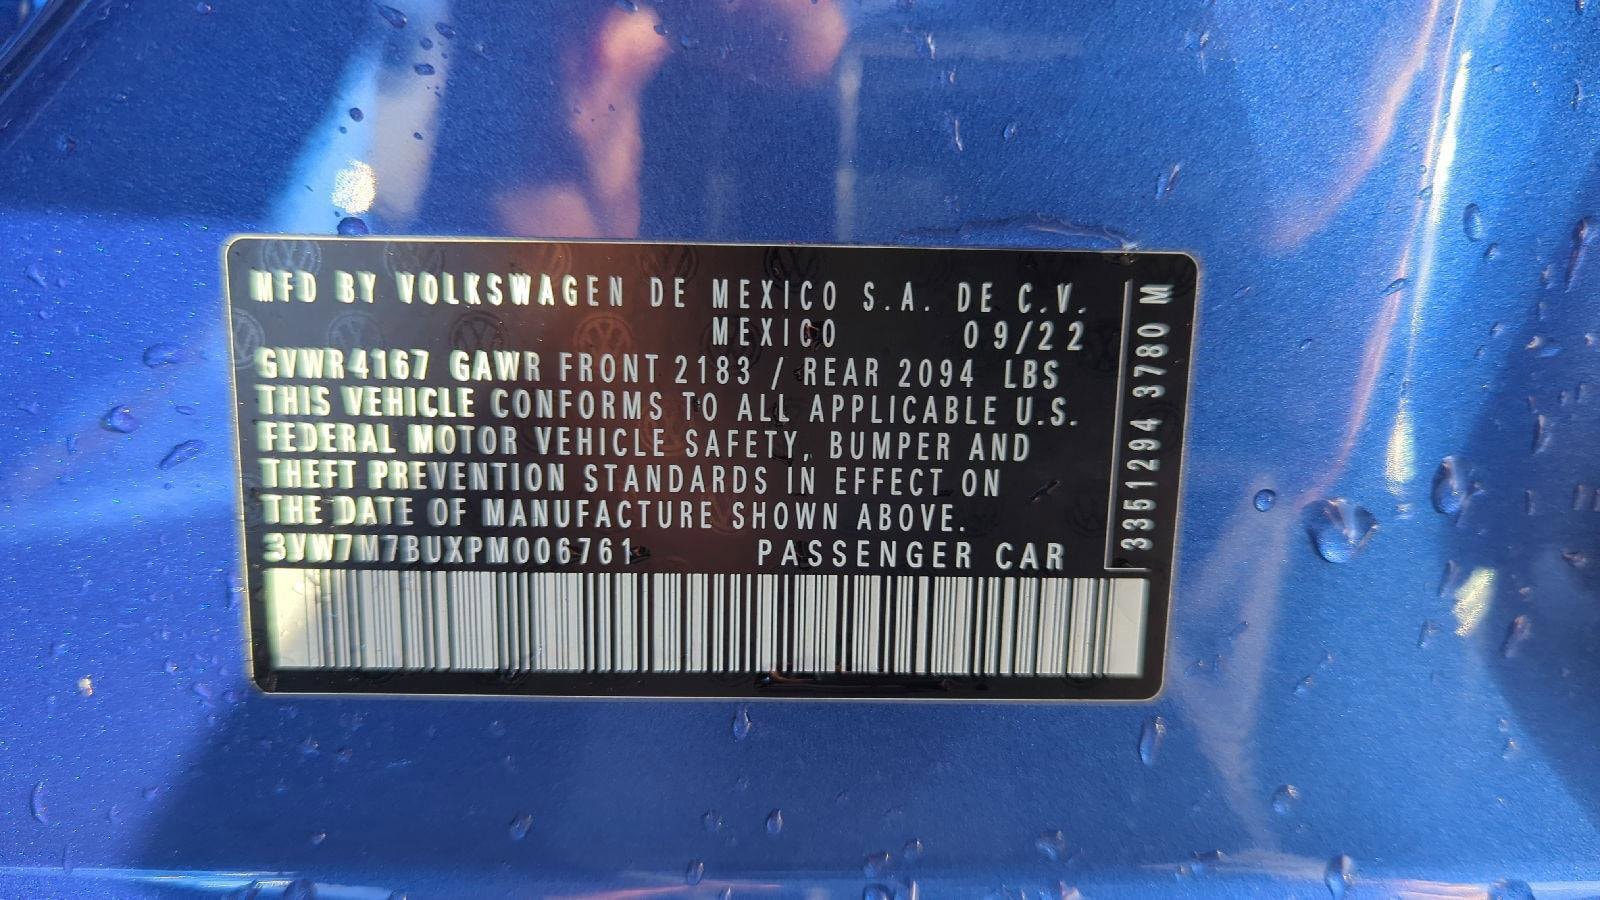 MFD BY VOLKSWAGEN DE MEXICO S.A. DE C.V.
MEXICO 09/22
GVWR 4167 GAWR FRONT 2183 / REAR 2094 LBS
THIS VEHICLE CONFORMS TO ALL APPLICABLE U.S.
FEDERAL MOTOR VEHICLE SAFETY, BUMPER AND
THEFT PREVENTION STANDARDS IN EFFECT ON
THE DATE OF MANUFACTURE SHOWN ABOVE.
3VW7M7BUXPM006761 PASSENGER CAR
3351294 3780 M